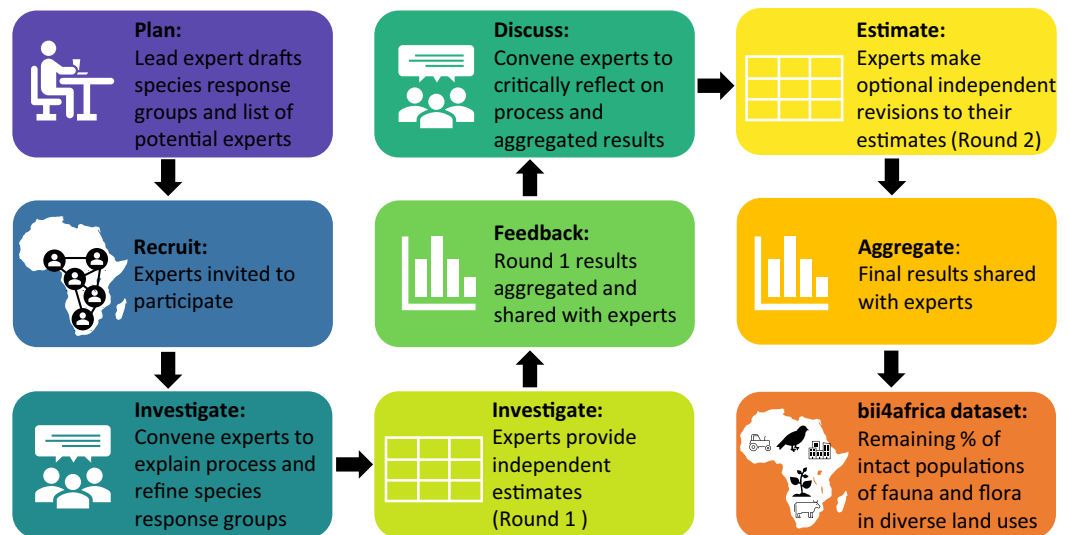 Plan:
Lead expert drafts
species response
groups and list of
potential experts
Recruit:
Experts invited to
participate
Investigate:
Convene experts to
explain process and
refine species
response groups
Investigate:
Experts provide
independent
estimates
(Round 1 )
Feedback:
Round 1 results
aggregated and
shared with experts
Discuss:
Convene experts to
critically reflect on
process and
aggregated results
Estimate:
Experts make
optional independent
revisions to their
estimates (Round 2)
Aggregate:
Final results shared
with experts
bii4africa dataset:
Remaining % of
intact populations
of fauna and flora
in diverse land uses